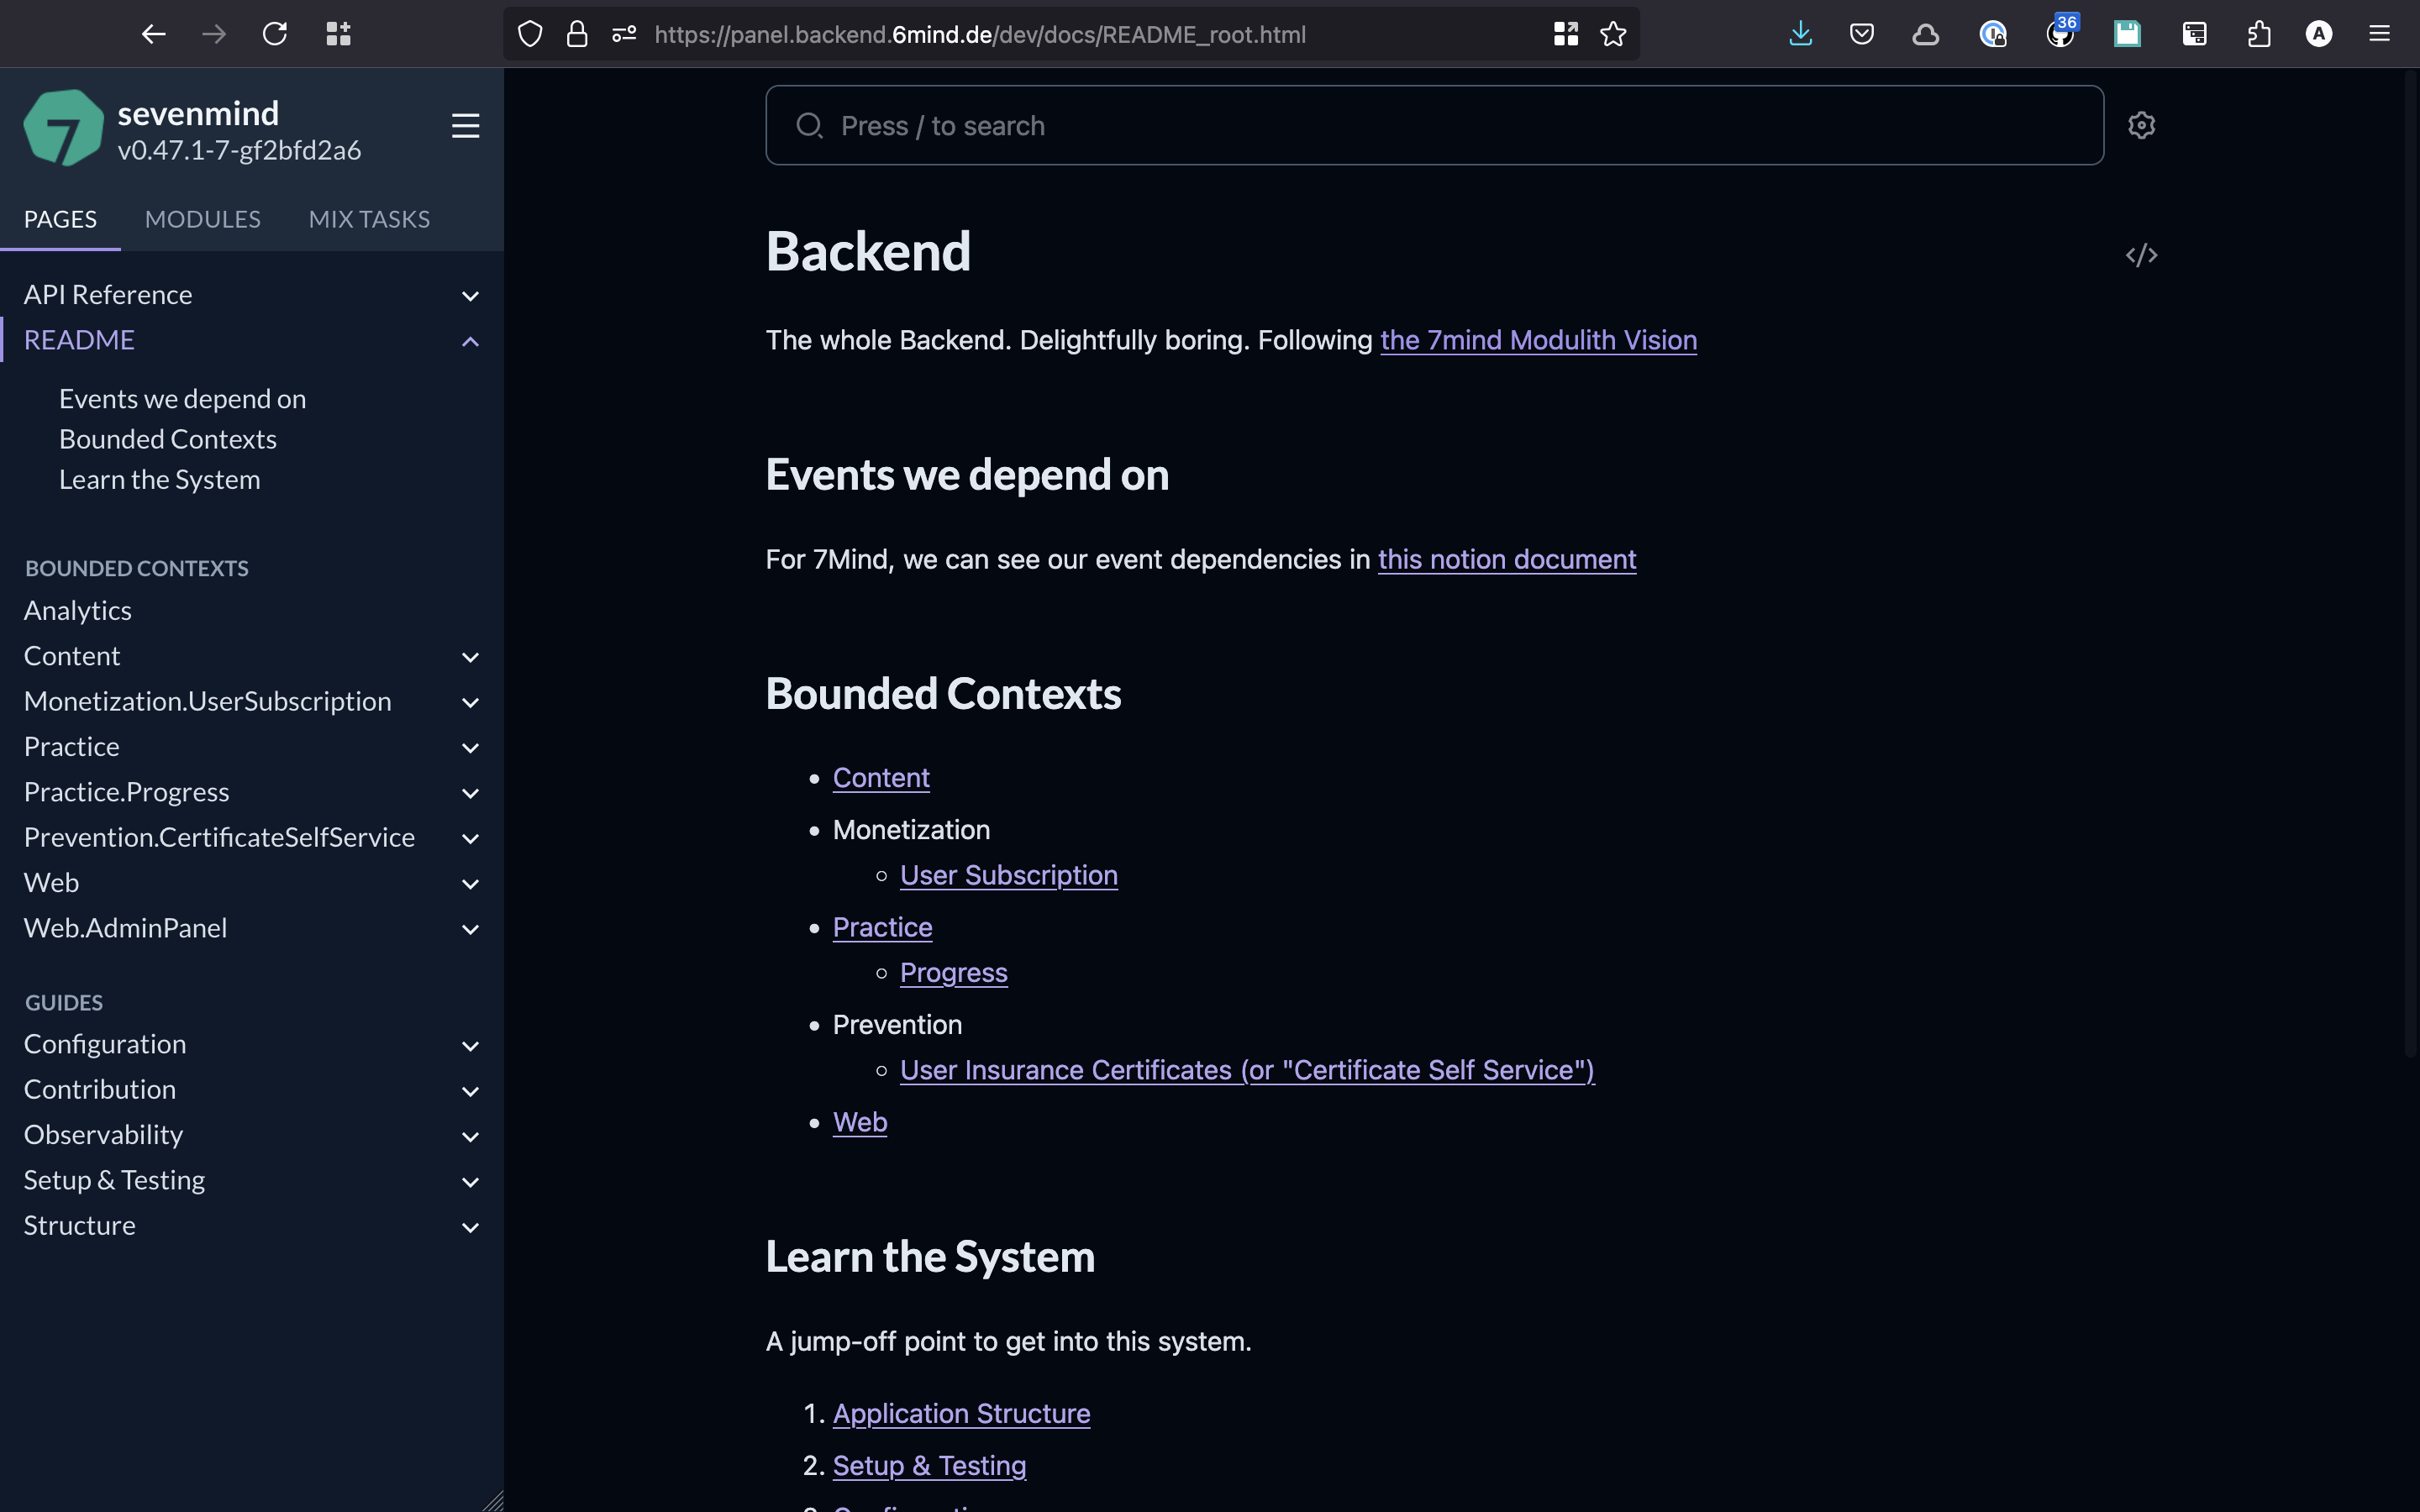 https://panel.backend.6mind.de/dev/docs/README_root.html
36
A
7
sevenmind
v0.47.1-7-gf2bfd2a6
PAGES
MODULES
MIX TASKS
API Reference
README
Events we depend on
Bounded Contexts
Learn the System
BOUNDED CONTEXTS
Analytics
Content
Monetization.UserSubscription
Practice
Practice.Progress
Prevention.CertificateSelfService
Web
Web.AdminPanel
GUIDES
Configuration
Contribution
Observability
Setup & Testing
Structure
Press / to search
Backend
</>
The whole Backend. Delightfully boring. Following the 7mind Modulith Vision
Events we depend on
For 7Mind, we can see our event dependencies in this notion document
Bounded Contexts
• Content
• Monetization
◦ User Subscription
• Practice
◦ Progress
• Prevention
◦ User Insurance Certificates (or "Certificate Self Service")
• Web
Learn the System
A jump-off point to get into this system.
1. Application Structure
2. Setup & Testing